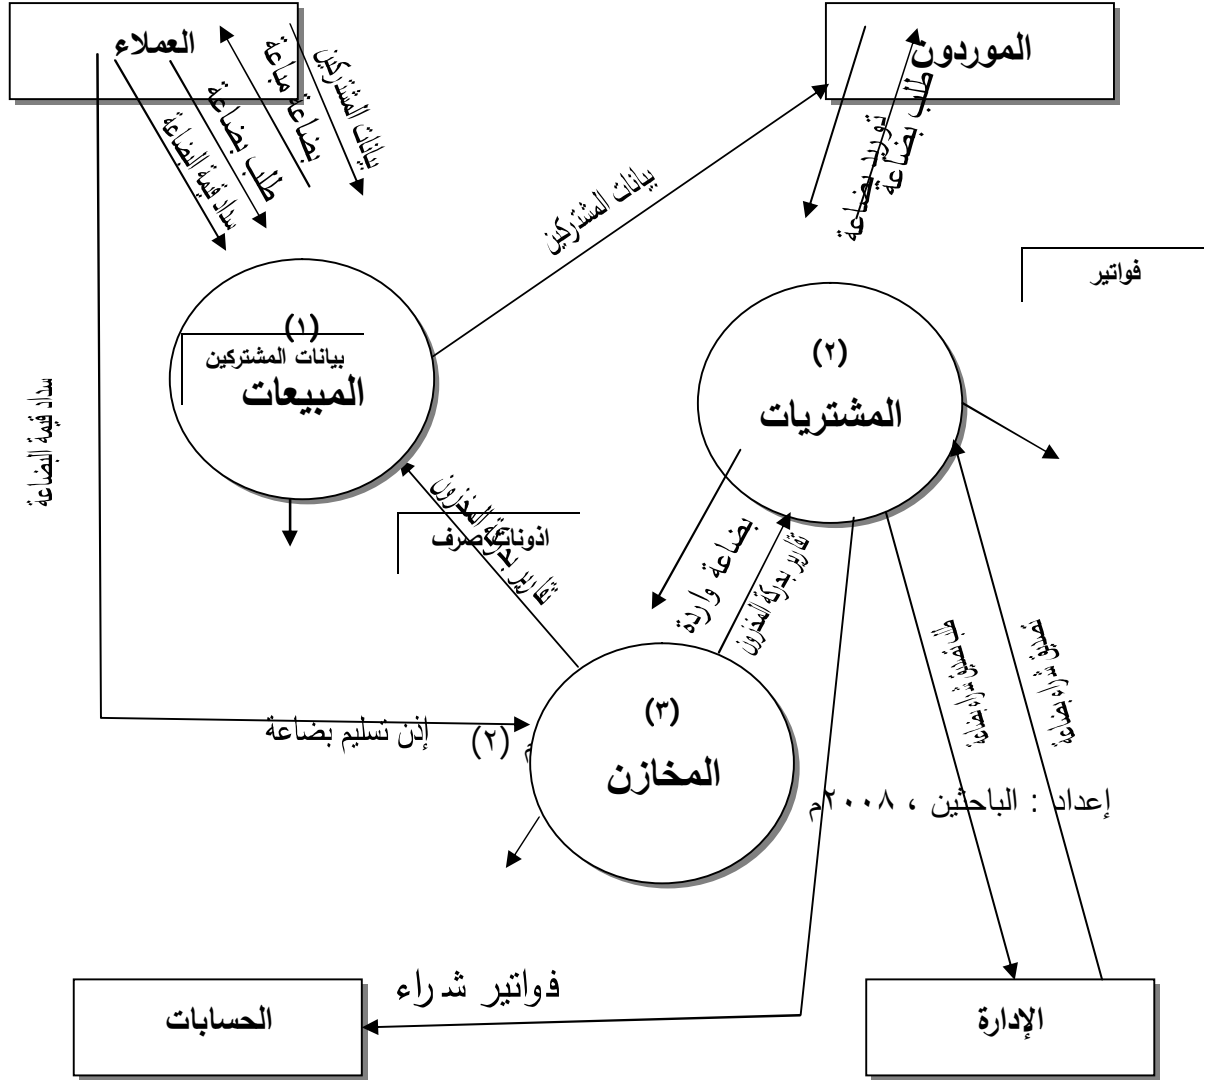 الموردون
العملاء
بيانات المشتركين
بضاعة مباعة
طلب بضاعة
سداد قيمة البضاعة
طلب بضاعة
توريد بضاعة
بيانات المشتركين
فواتير
(١)
بيانات المشتركين
المبيعات
(٢)
المشتريات
سداد قيمة البضاعة
تقارير بحركة المخزون
اذونات صرف
بضاعة واردة
تقارير بحركة المخزون
طلب تصديق شراء بضاعة
تصديق شراء بضاعة
(٣)
المخازن
إذن تسليم بضاعة
(٢)
إعداد : الباحثين ، ٢٠٠٨م
فواتير شراء
الحسابات
الإدارة